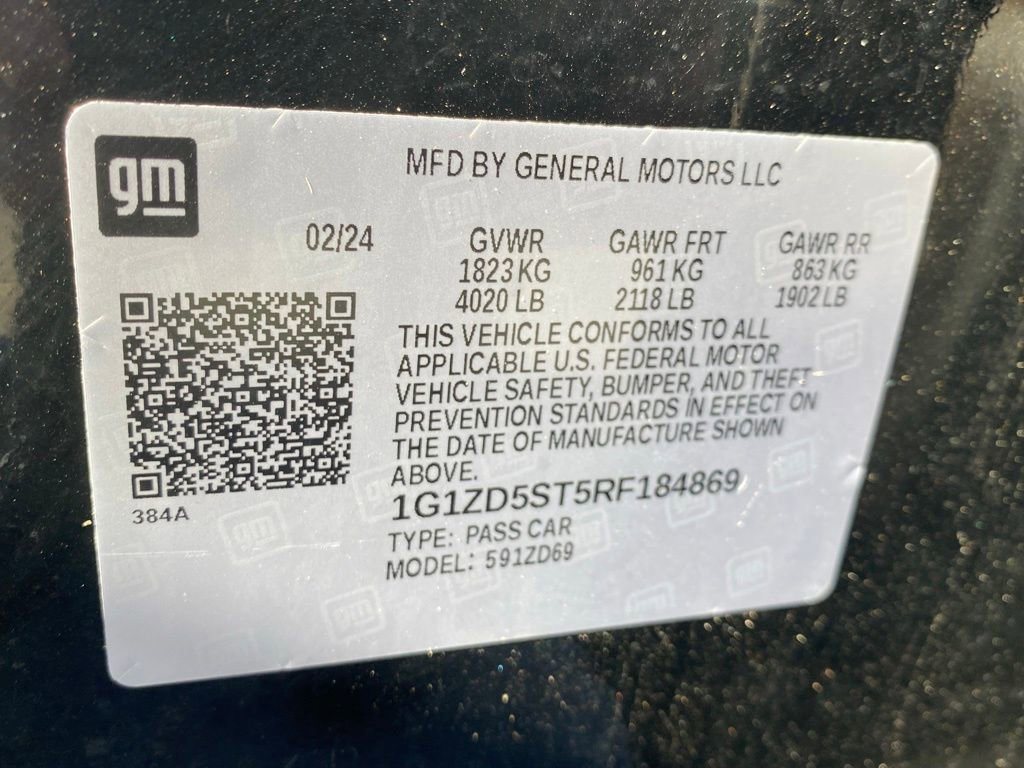 gm
MFD BY GENERAL MOTORS LLC
02/24 GVWR GAWR FRT GAWR RR
1823 KG 961 KG 863 KG
4020 LB 2118 LB 1902 LB
THIS VEHICLE CONFORMS TO ALL
APPLICABLE U.S. FEDERAL MOTOR
VEHICLE SAFETY, BUMPER, AND THEFT
PREVENTION STANDARDS IN EFFECT ON
THE DATE OF MANUFACTURE SHOWN
ABOVE.
1G1ZD5ST5RF184869
384A
TYPE: PASS CAR
MODEL: 591ZD69